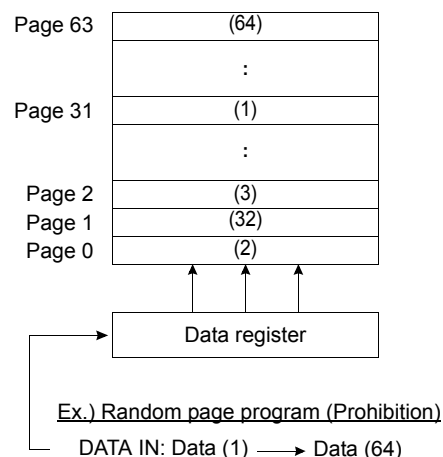 Page 63 (64)
:
Page 31 (1)
:
Page 2 (3)
Page 1 (32)
Page 0 (2)
Data register
Ex.) Random page program (Prohibition)
DATA IN: Data (1) Data (64)